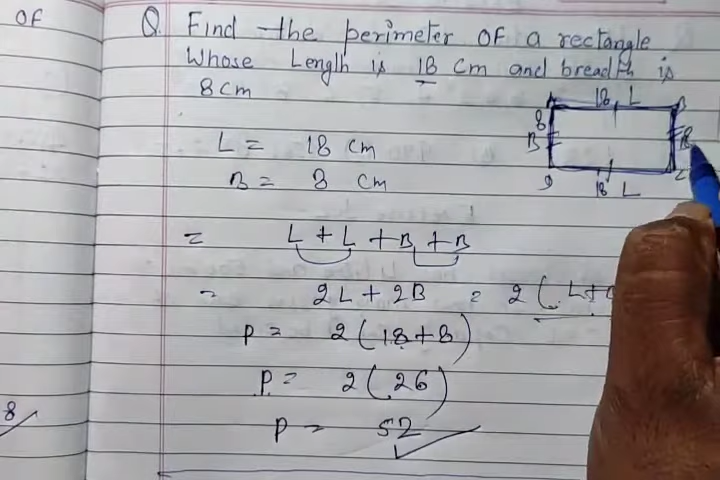 OF
Q. Find the perimeter OF a rectangle
Whose Length is 18 cm and breadth is
8 cm
A 18 L B
8
B B
D 18 L C
L = 18 cm
B = 8 cm
= L + L + B + B
= 2L + 2B = 2 ( L +
P = 2 ( 18 + 8 )
P = 2 ( 26 )
P = 52
8